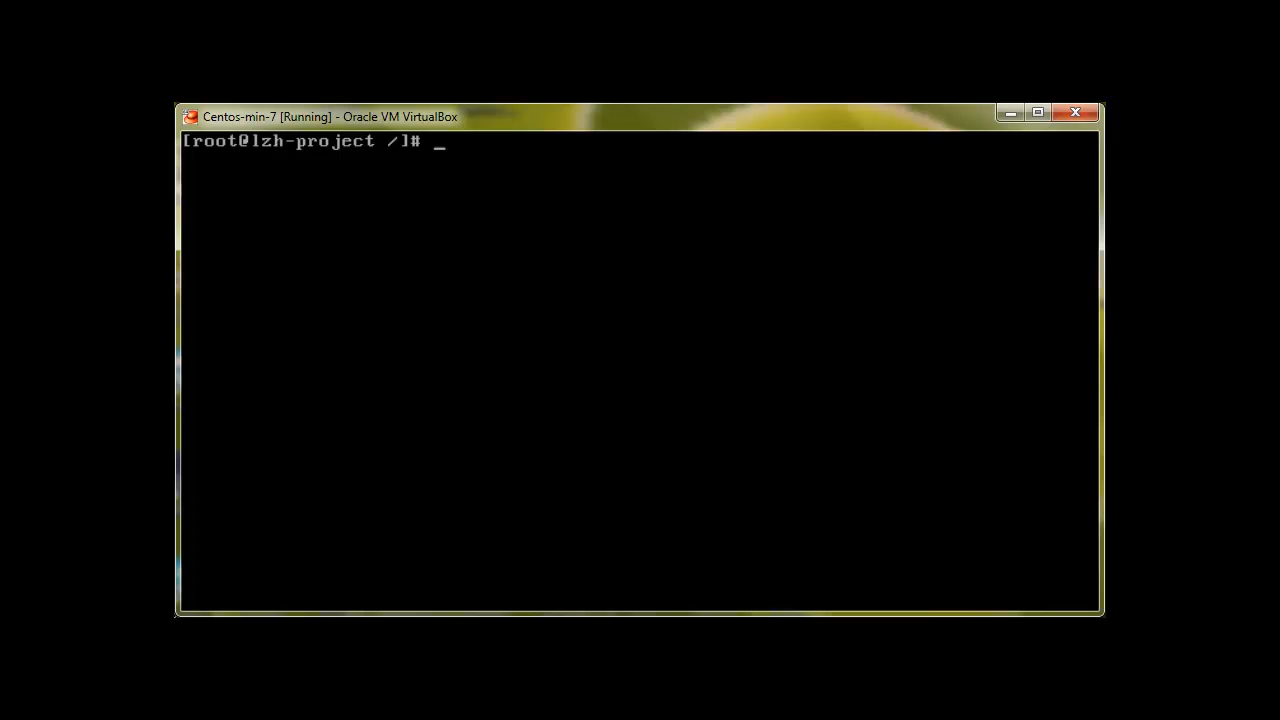 Centos-min-7 [Running] - Oracle VM VirtualBox
[root@lzh-project /]# _